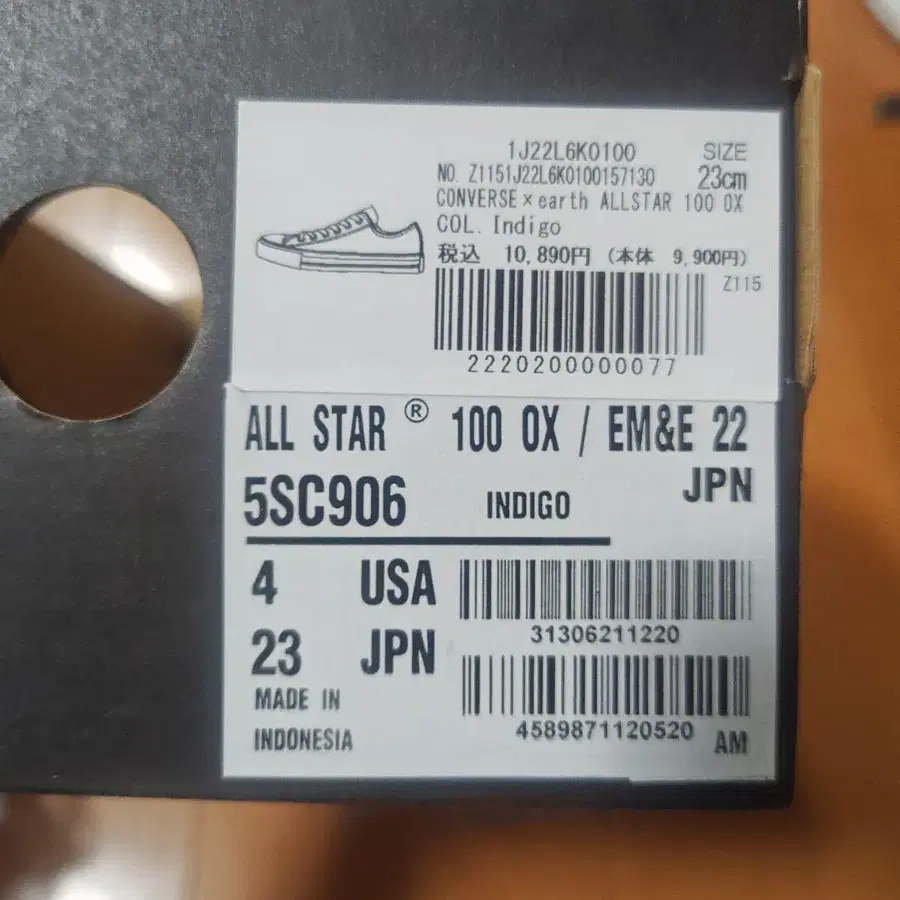 1J22L6K0100 SIZE
NO. Z1151J22L6K0100157130 23cm
CONVERSE×earth ALLSTAR 100 OX
COL. Indigo
税込 10,890円 (本体 9,900円)
Z115
2220200000077
ALL STAR® 100 OX / EM&E 22
JPN
5SC906 INDIGO
4 USA
31306211220
23 JPN
MADE IN
INDONESIA
4589871120520 AM